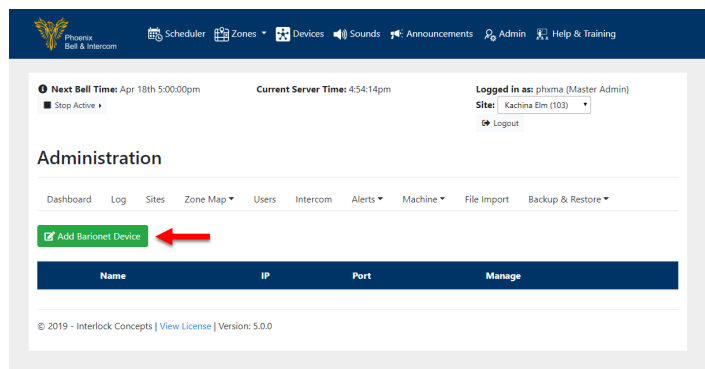 Phoenix
Bell & Intercom
Scheduler Zones Devices Sounds Announcements Admin Help & Training
Next Bell Time: Apr 18th 5:00:00pm Current Server Time: 4:54:14pm Logged in as: phxma (Master Admin)
Stop Active Site: Kachina Elm (103)
Logout
Administration
Dashboard Log Sites Zone Map Users Intercom Alerts Machine File Import Backup & Restore
Add Barionet Device
Name IP Port Manage
© 2019 - Interlock Concepts | View License | Version: 5.0.0